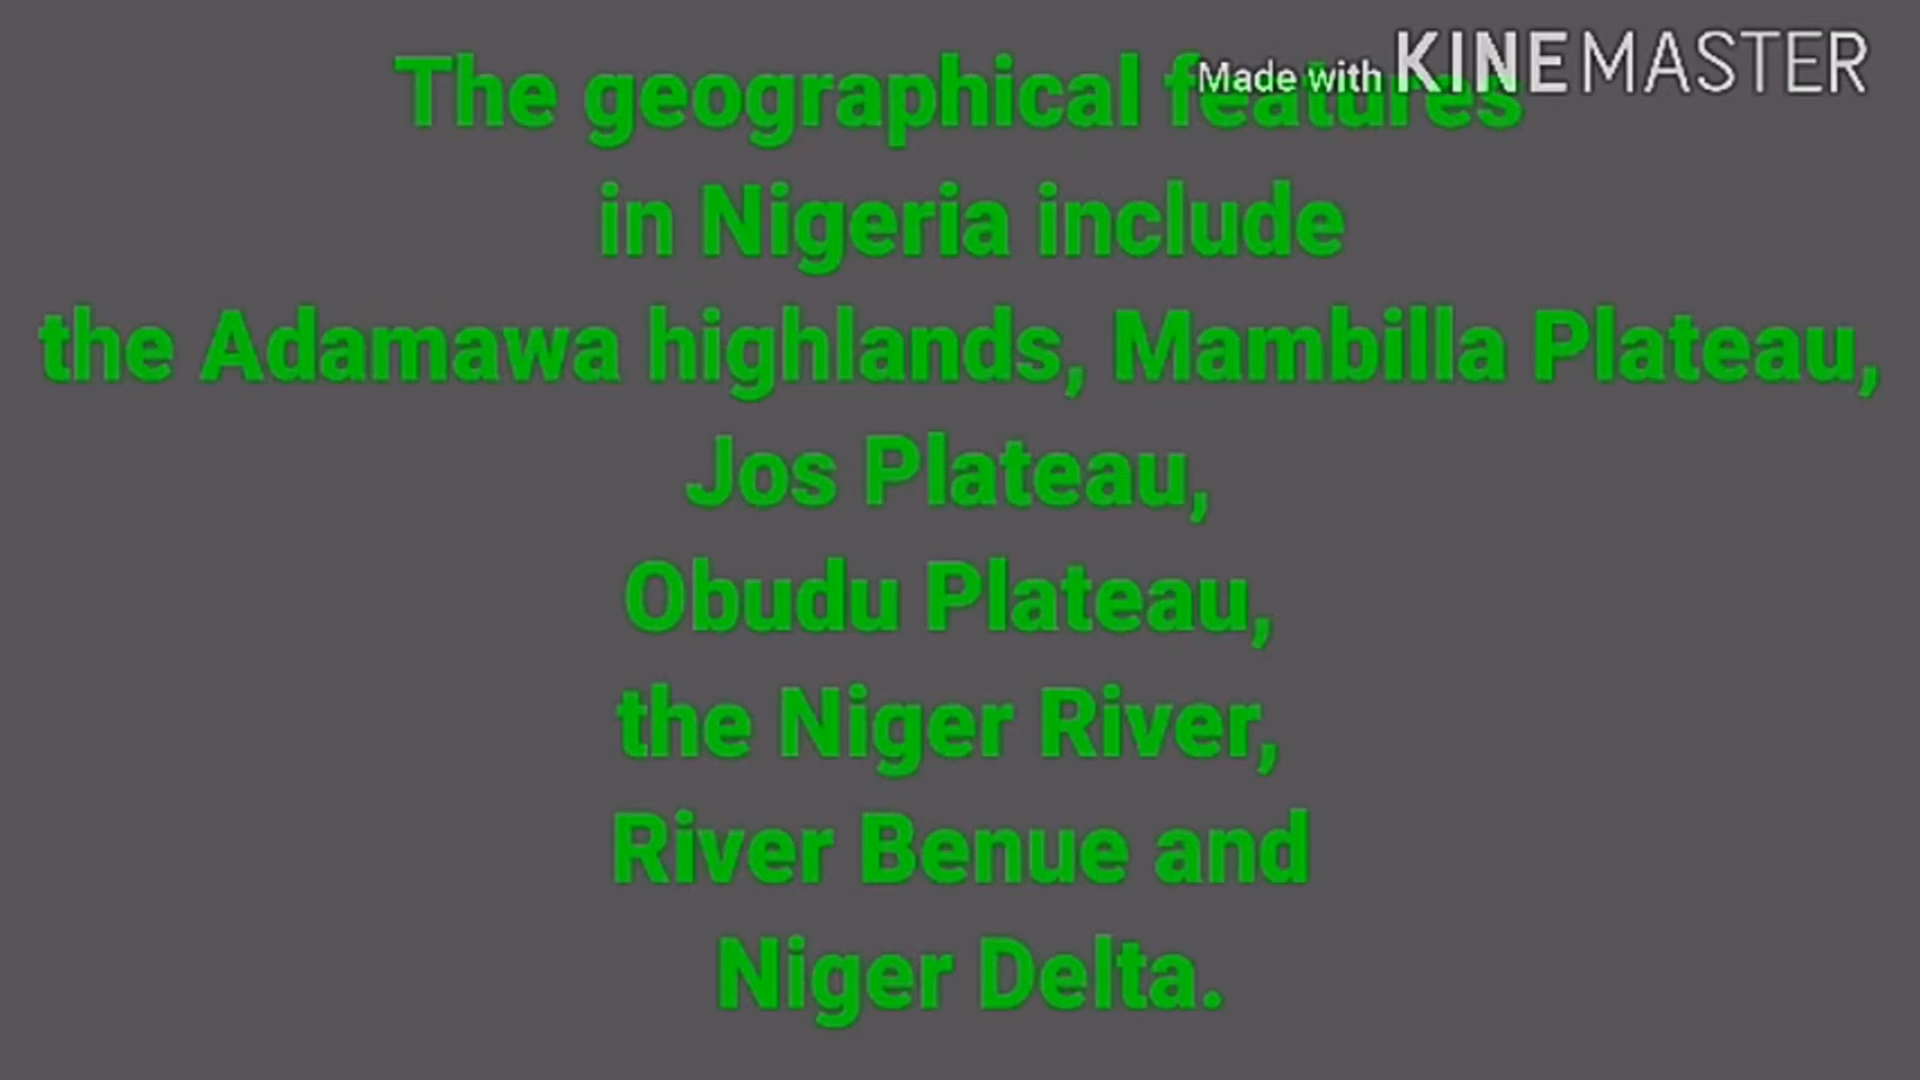 Made with KINEMASTER
The geographical features
in Nigeria include
the Adamawa highlands, Mambilla Plateau,
Jos Plateau,
Obudu Plateau,
the Niger River,
River Benue and
Niger Delta.